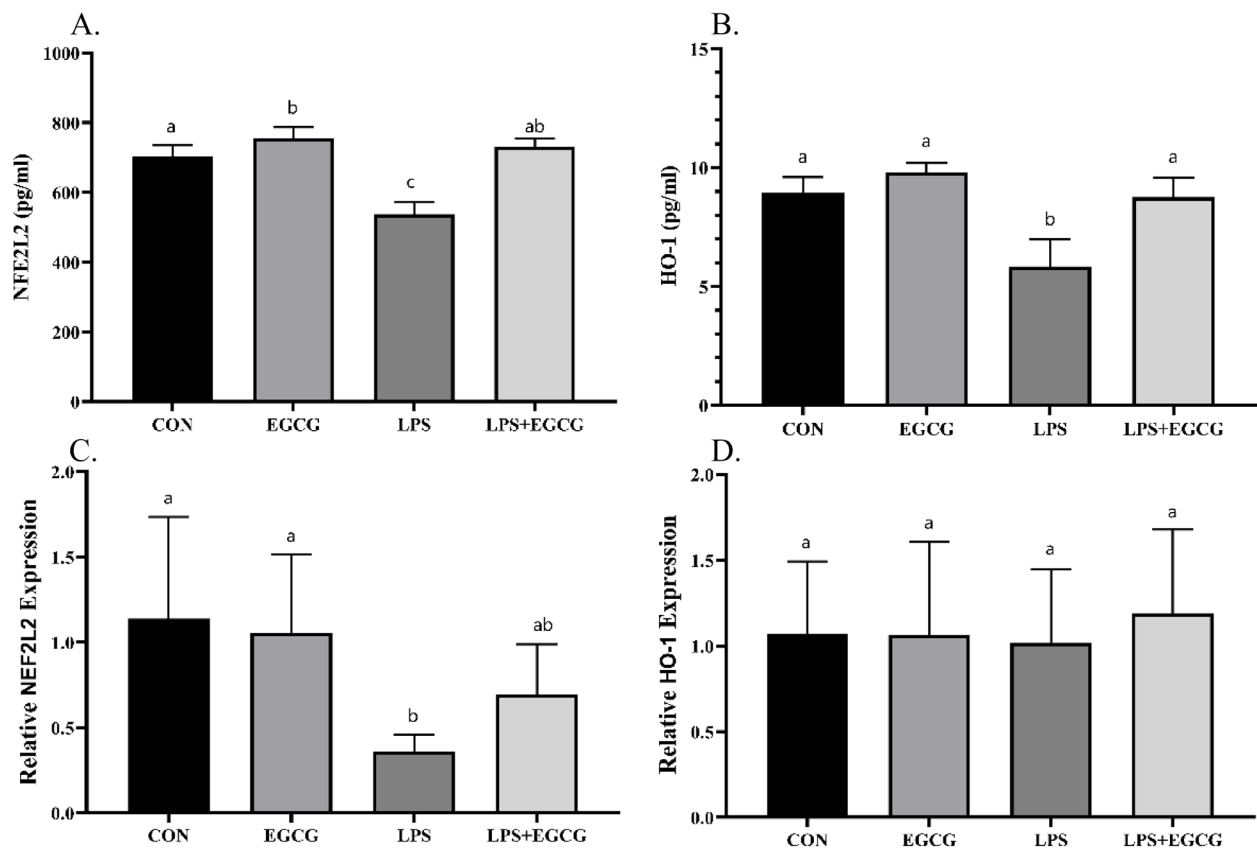 A.
1000
800
600
400
200
0
NFE2L2 (pg/ml)
a
b
c
ab
CON EGCG LPS LPS+EGCG
B.
15
10
5
0
HO-1 (pg/ml)
a
a
b
a
CON EGCG LPS LPS+EGCG
C.
2.0
1.5
1.0
0.5
0.0
Relative NEF2L2 Expression
a
a
b
ab
CON EGCG LPS LPS+EGCG
D.
2.0
1.5
1.0
0.5
0.0
Relative HO-1 Expression
a
a
a
a
CON EGCG LPS LPS+EGCG